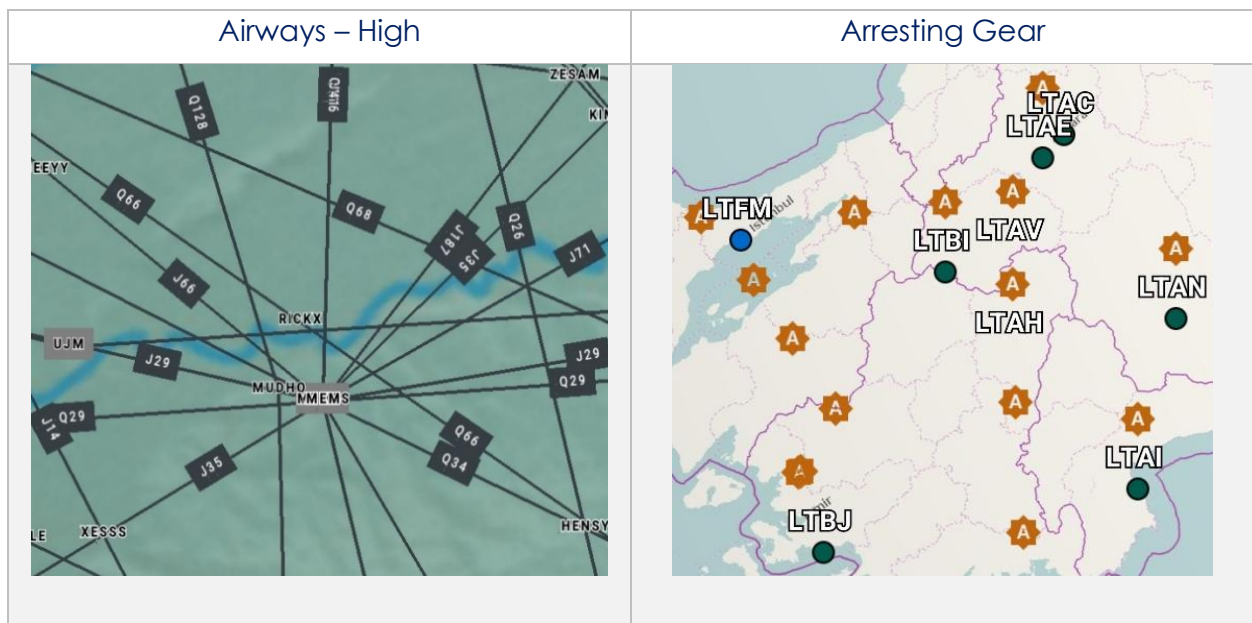 Airways – High
Arresting Gear
ZESAM
Q128
KI
EEYY
Q66
Q68
J187
J35
Q26
J71
J66
RICKX
UJM
J29
J29
Q29
MUDHO
MEMS
J14
Q29
Q66
Q34
J35
LE
XESSS
HENSY
A
LTAC
LTAE
A
LTFM
Istanbul
A
A
A
LTBI
LTAV
A
A
A
LTAH
LTAN
A
A
A
A
LTAI
A
LTBJ
A